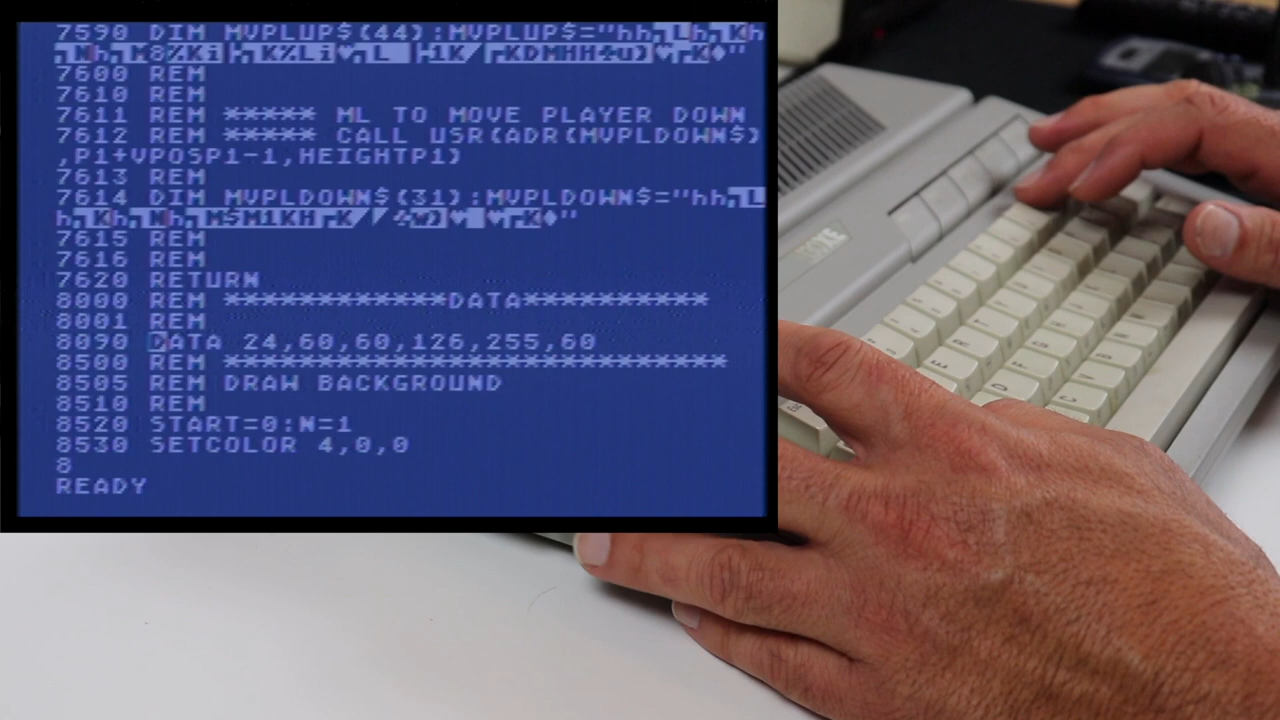 7590 DIM MVPLUP$(44):MVPLUP$="hh
7600 REM
7610 REM
7611 REM ***** ML TO MOVE PLAYER DOWN
7612 REM ***** CALL USR(ADR(MVPLDOWN$)
,P1+VPOSP1-1,HEIGHTP1)
7613 REM
7614 DIM MVPLDOWN$(31):MVPLDOWN$="hh
7615 REM
7616 REM
7620 RETURN
8000 REM ************DATA**********
8001 REM
8090 DATA 24,60,60,126,255,60
8500 REM ***************************
8505 REM DRAW BACKGROUND
8510 REM
8520 START=0:N=1
8530 SETCOLOR 4,0,0
8
READY